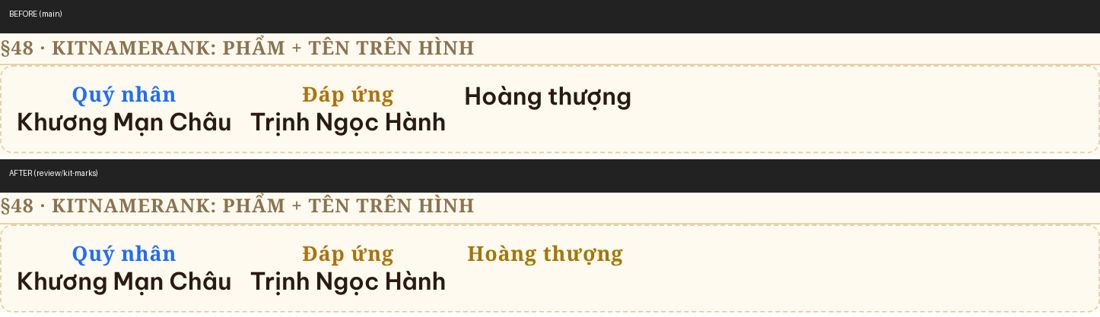 BEFORE (main)
§48 · KITNAMERANK: PHẨM + TÊN TRÊN HÌNH
Quý nhân Đáp ứng Hoàng thượng
Khương Mạn Châu Trịnh Ngọc Hành
AFTER (review/kit-marks)
§48 · KITNAMERANK: PHẨM + TÊN TRÊN HÌNH
Quý nhân Đáp ứng Hoàng thượng
Khương Mạn Châu Trịnh Ngọc Hành